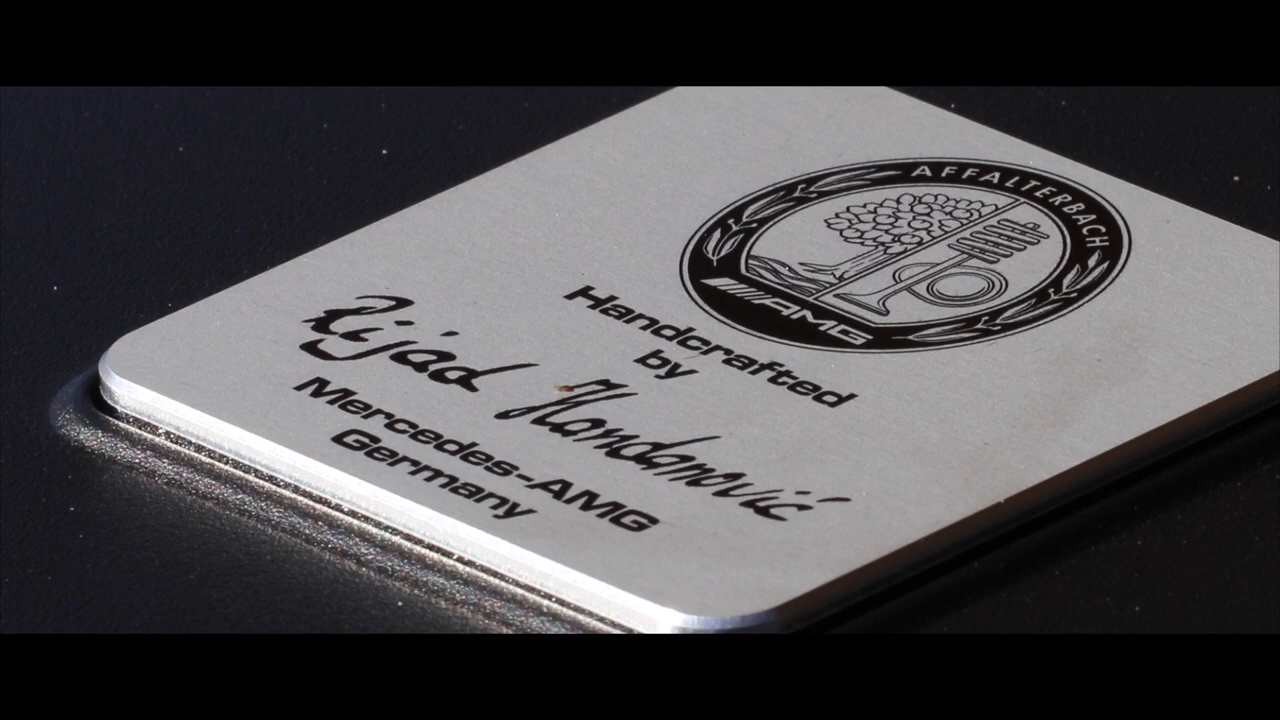 AFFALTERBACH
AMG
Handcrafted
by
Rijad Handanović
Mercedes-AMG
Germany